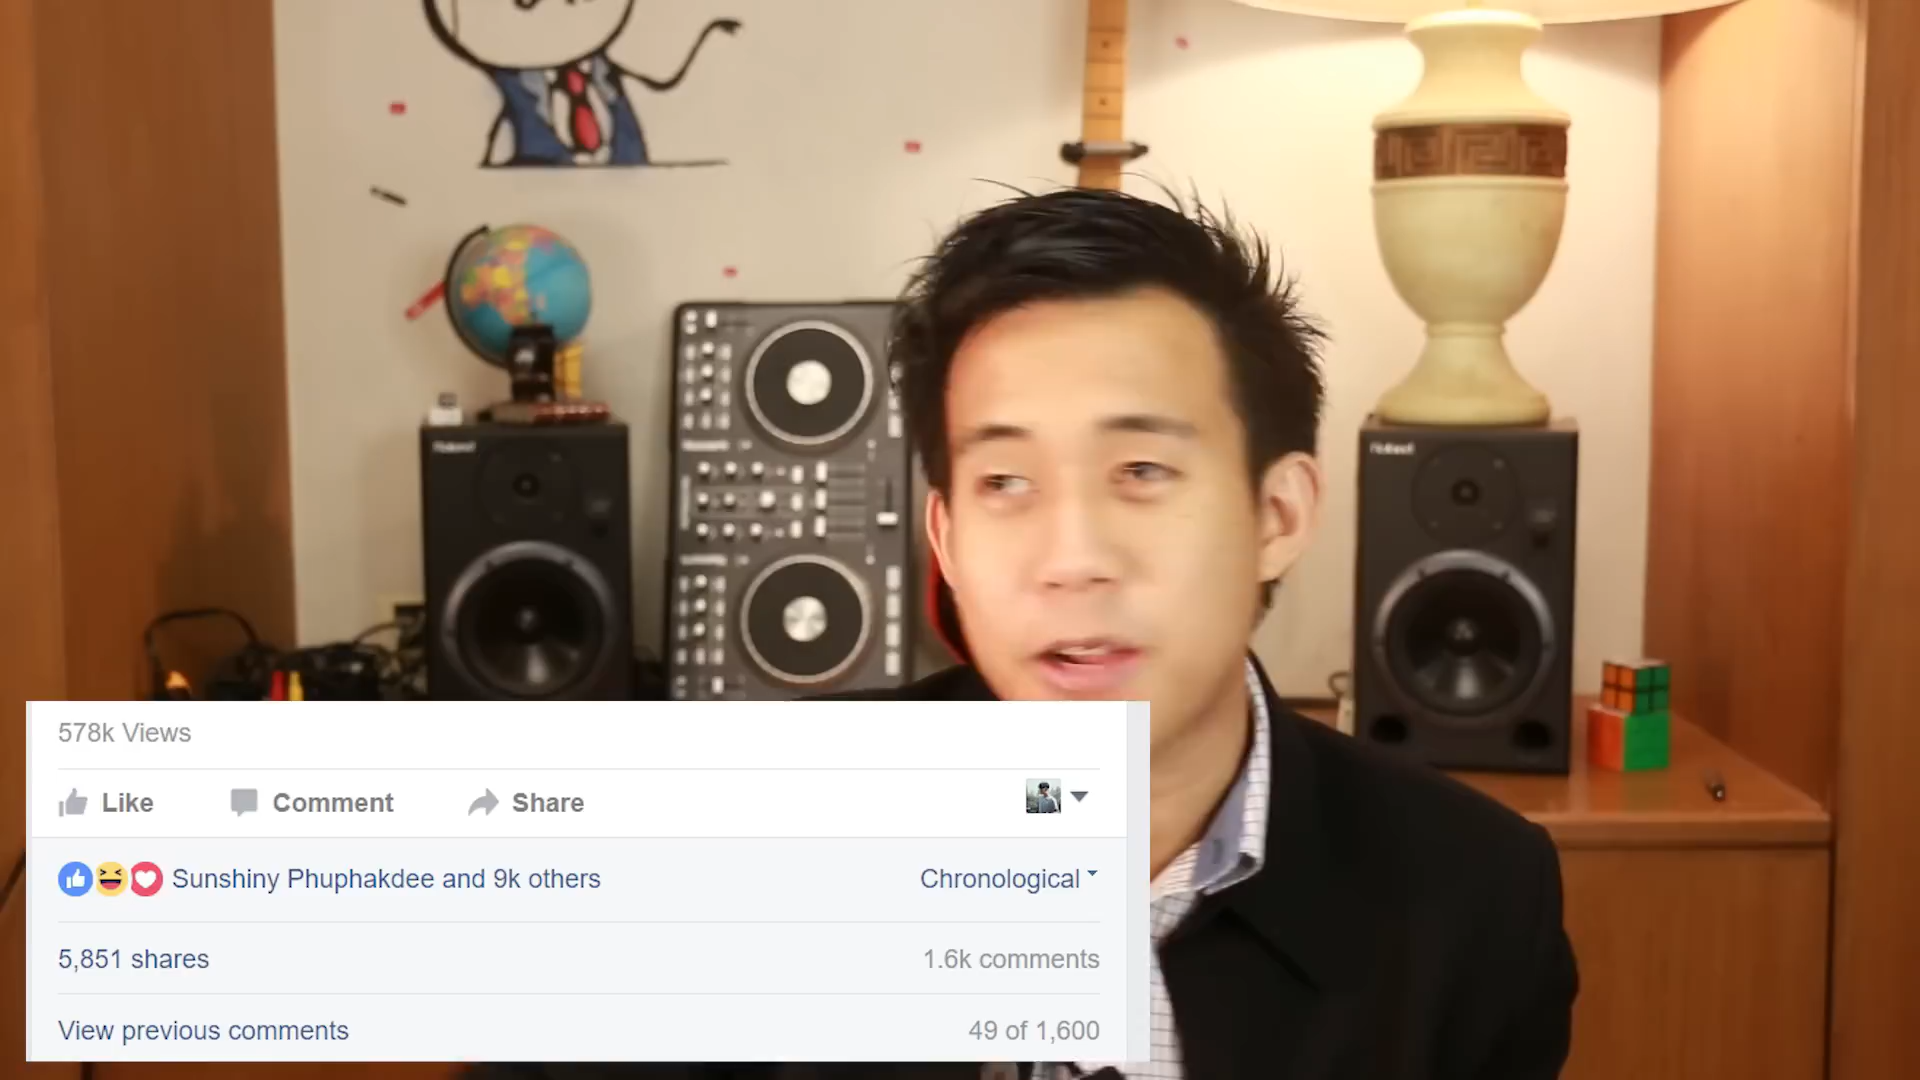 578k Views
Like Comment Share
Sunshiny Phuphakdee and 9k others Chronological
5,851 shares 1.6k comments
View previous comments 49 of 1,600